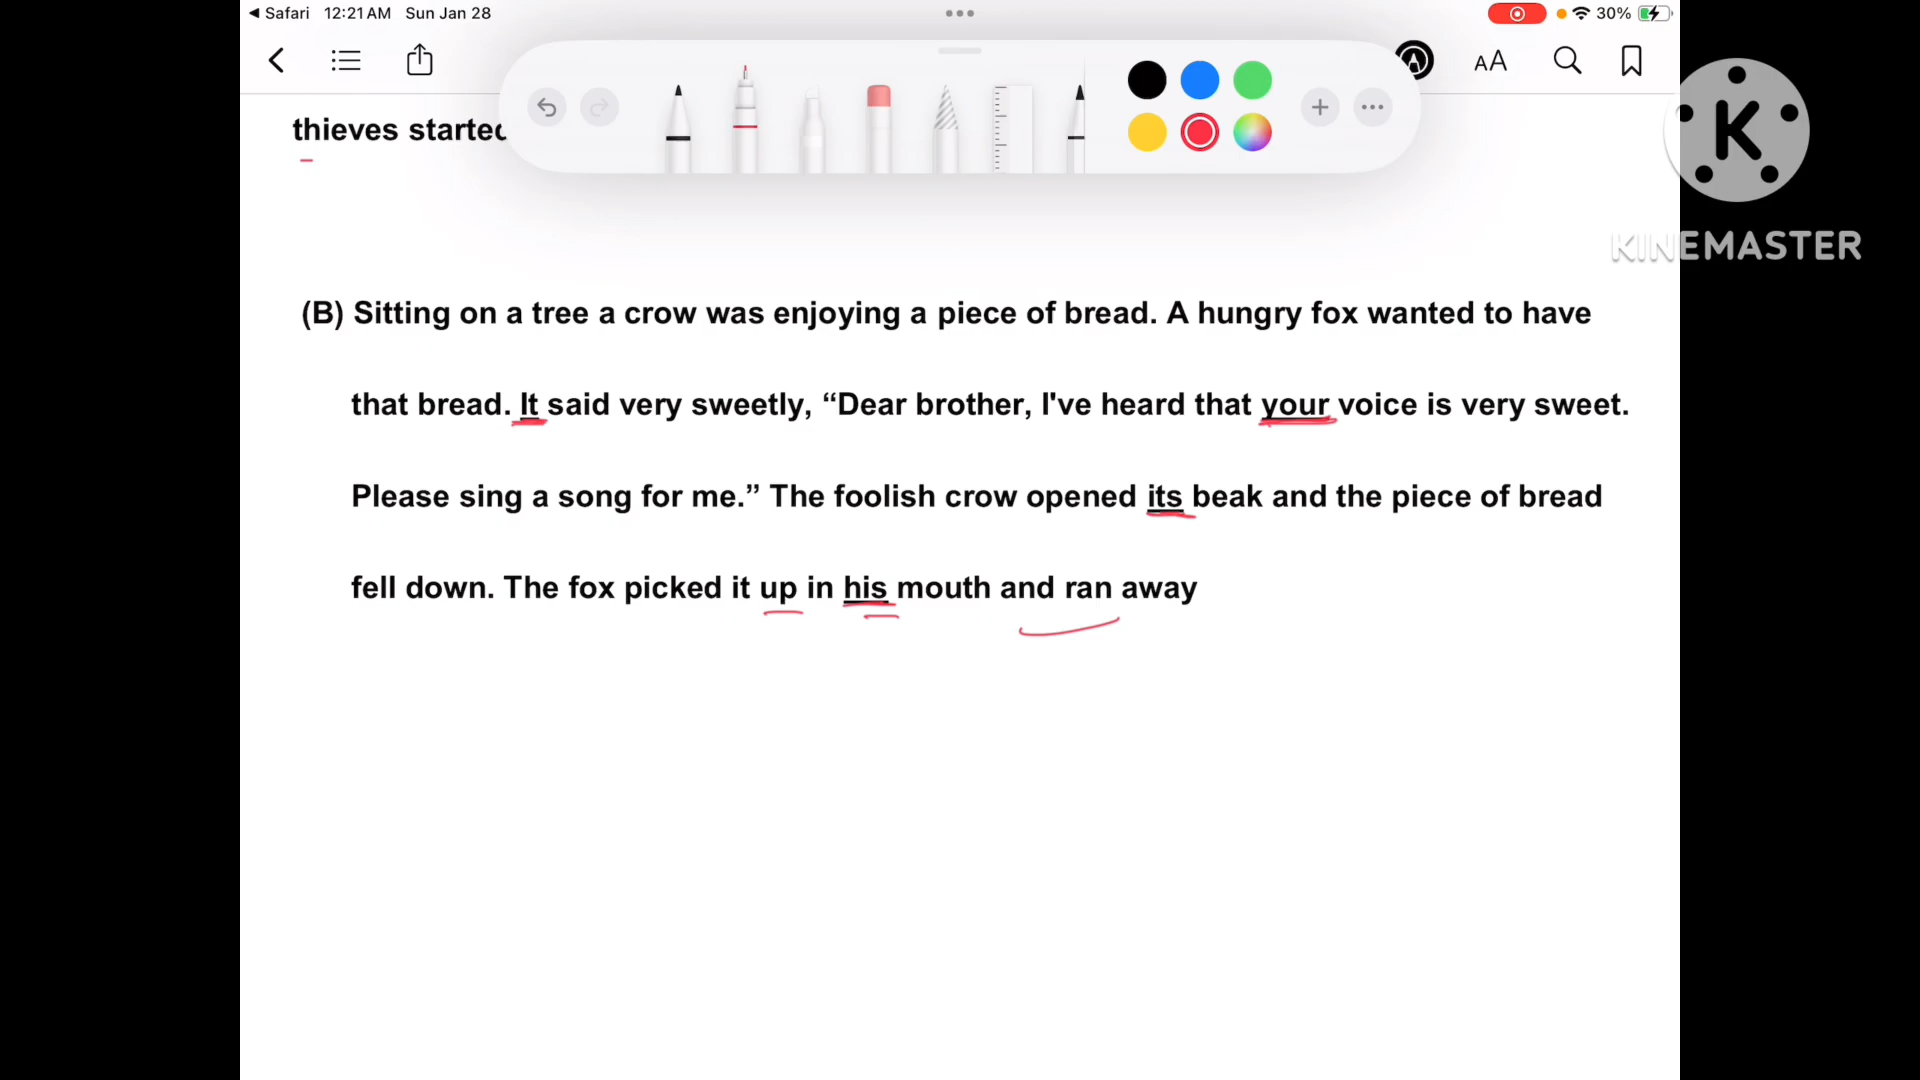 Safari 12:21 AM Sun Jan 28
30%
AA
thieves started
KINEMASTER
(B) Sitting on a tree a crow was enjoying a piece of bread. A hungry fox wanted to have
that bread. It said very sweetly, “Dear brother, I've heard that your voice is very sweet.
Please sing a song for me.” The foolish crow opened its beak and the piece of bread
fell down. The fox picked it up in his mouth and ran away